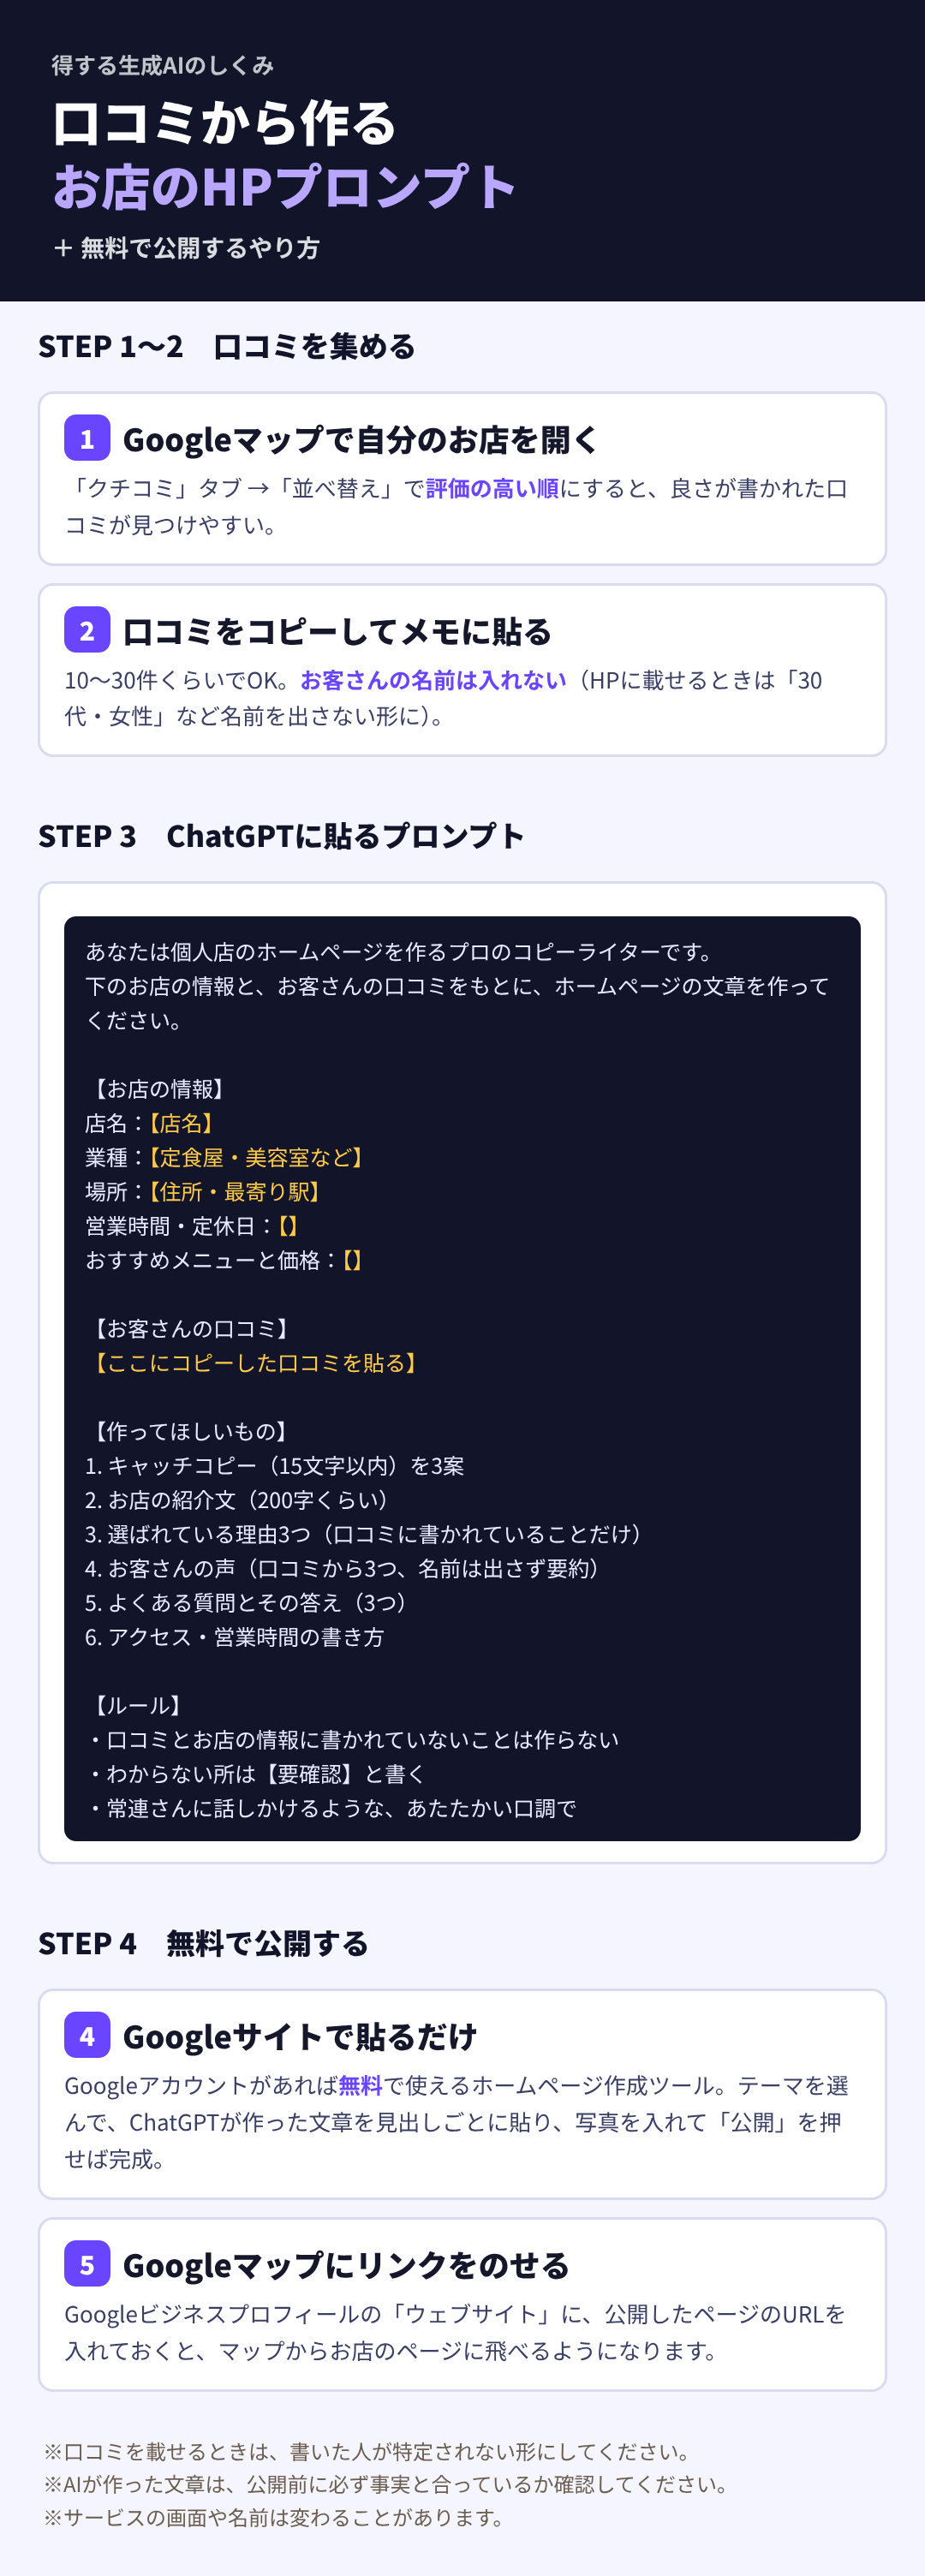 得する生成AIのしくみ
口コミから作る
お店のHPプロンプト
＋ 無料で公開するやり方
STEP 1〜2　口コミを集める
1 Googleマップで自分のお店を開く
「クチコミ」タブ →「並べ替え」で評価の高い順にすると、良さが書かれた口
コミが見つけやすい。
2 口コミをコピーしてメモに貼る
10〜30件くらいでOK。お客さんの名前は入れない（HPに載せるときは「30
代・女性」など名前を出さない形に）。
STEP 3　ChatGPTに貼るプロンプト
あなたは個人店のホームページを作るプロのコピーライターです。
下のお店の情報と、お客さんの口コミをもとに、ホームページの文章を作って
ください。
【お店の情報】
店名：【店名】
業種：【定食屋・美容室など】
場所：【住所・最寄り駅】
営業時間・定休日：【】
おすすめメニューと価格：【】
【お客さんの口コミ】
【ここにコピーした口コミを貼る】
【作ってほしいもの】
1. キャッチコピー（15文字以内）を3案
2. お店の紹介文（200字くらい）
3. 選ばれている理由3つ（口コミに書かれていることだけ）
4. お客さんの声（口コミから3つ、名前は出さず要約）
5. よくある質問とその答え（3つ）
6. アクセス・営業時間の書き方
【ルール】
・口コミとお店の情報に書かれていないことは作らない
・わからない所は【要確認】と書く
・常連さんに話しかけるような、あたたかい口調で
STEP 4　無料で公開する
4 Googleサイトで貼るだけ
Googleアカウントがあれば無料で使えるホームページ作成ツール。テーマを選
んで、ChatGPTが作った文章を見出しごとに貼り、写真を入れて「公開」を押
せば完成。
5 Googleマップにリンクをのせる
Googleビジネスプロフィールの「ウェブサイト」に、公開したページのURLを
入れておくと、マップからお店のページに飛べるようになります。
※口コミを載せるときは、書いた人が特定されない形にしてください。
※AIが作った文章は、公開前に必ず事実と合っているか確認してください。
※サービスの画面や名前は変わることがあります。